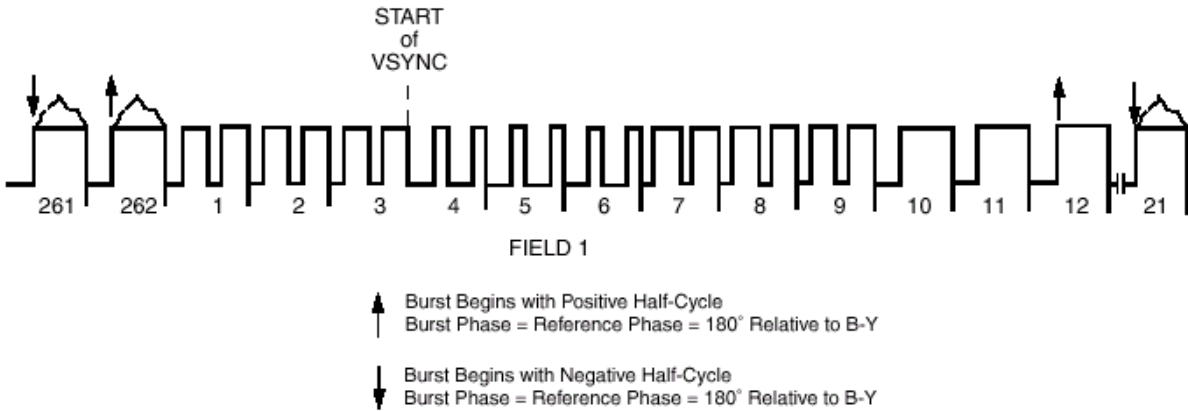 START
of
VSYNC
261 262 1 2 3 4 5 6 7 8 9 10 11 12 21
FIELD 1
Burst Begins with Positive Half-Cycle
Burst Phase = Reference Phase = 180° Relative to B-Y
Burst Begins with Negative Half-Cycle
Burst Phase = Reference Phase = 180° Relative to B-Y